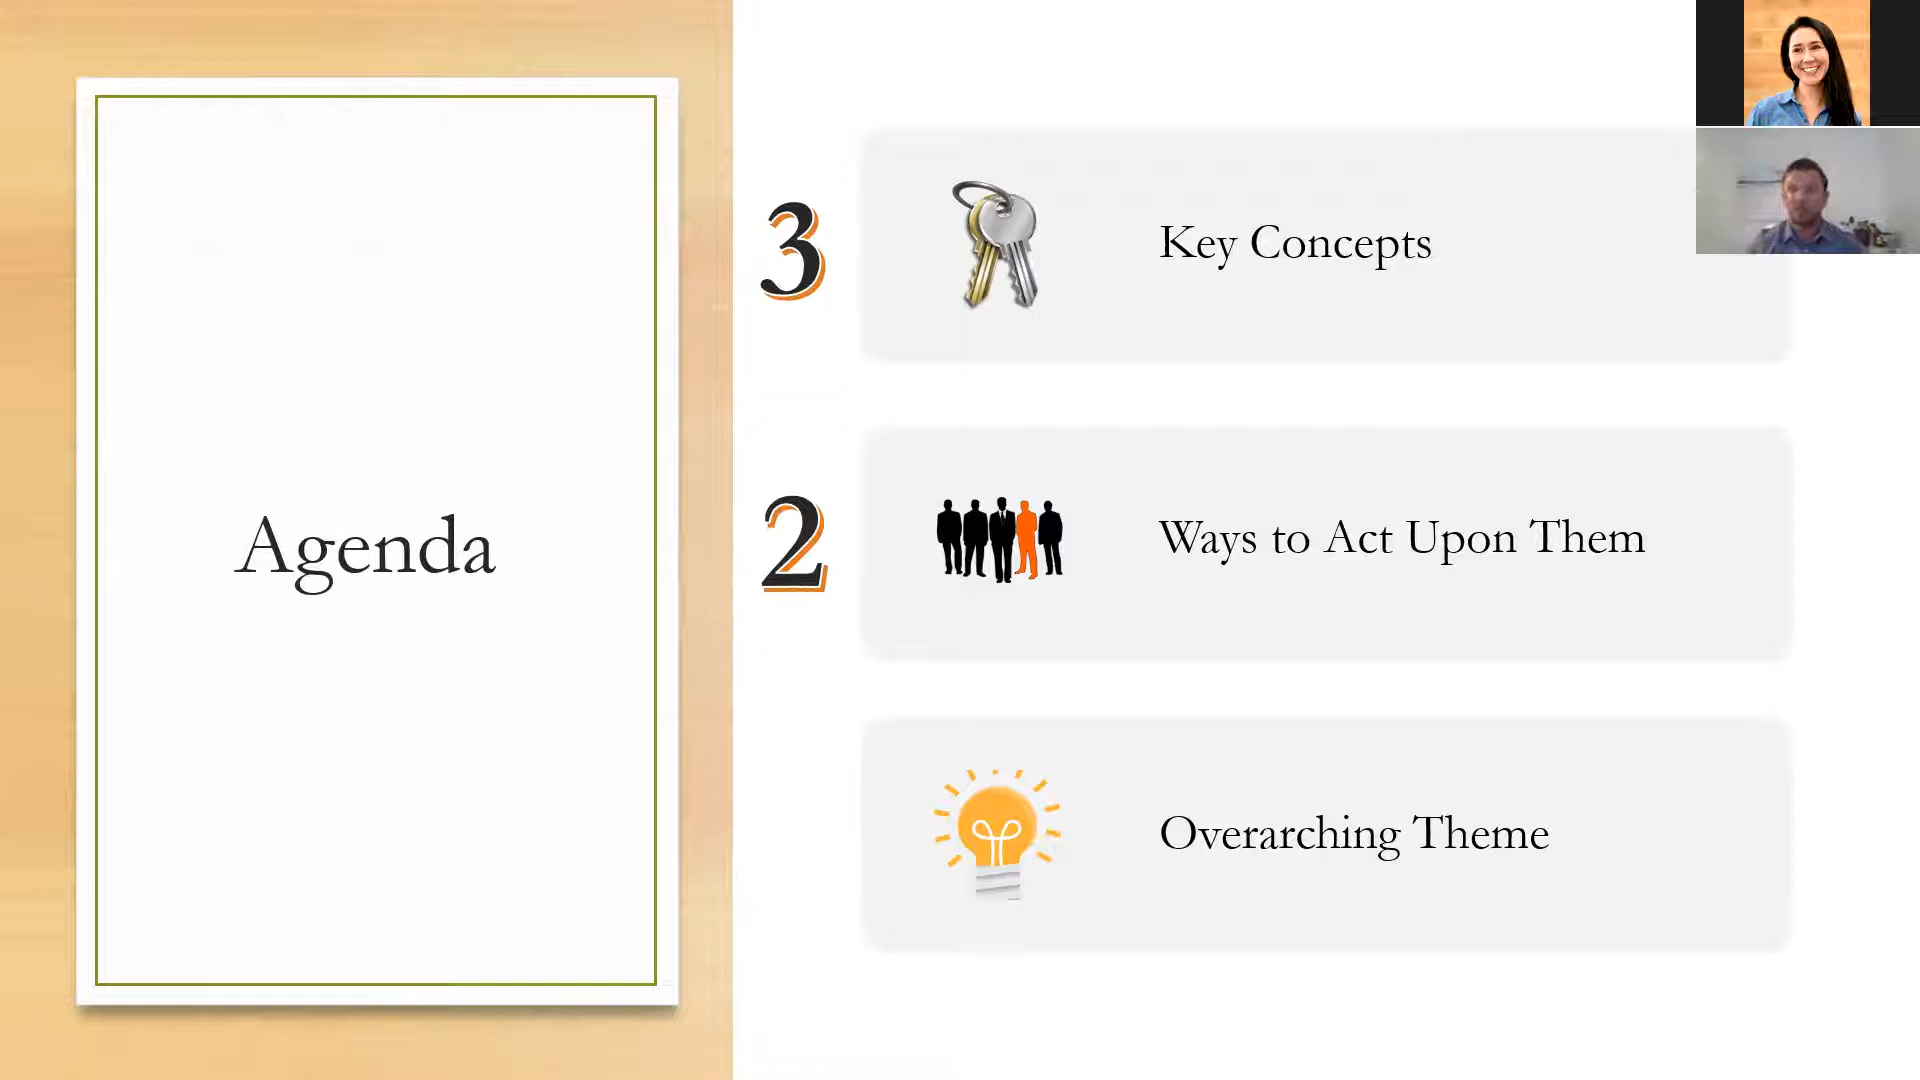 Agenda
3
Key Concepts
2
Ways to Act Upon Them
Overarching Theme